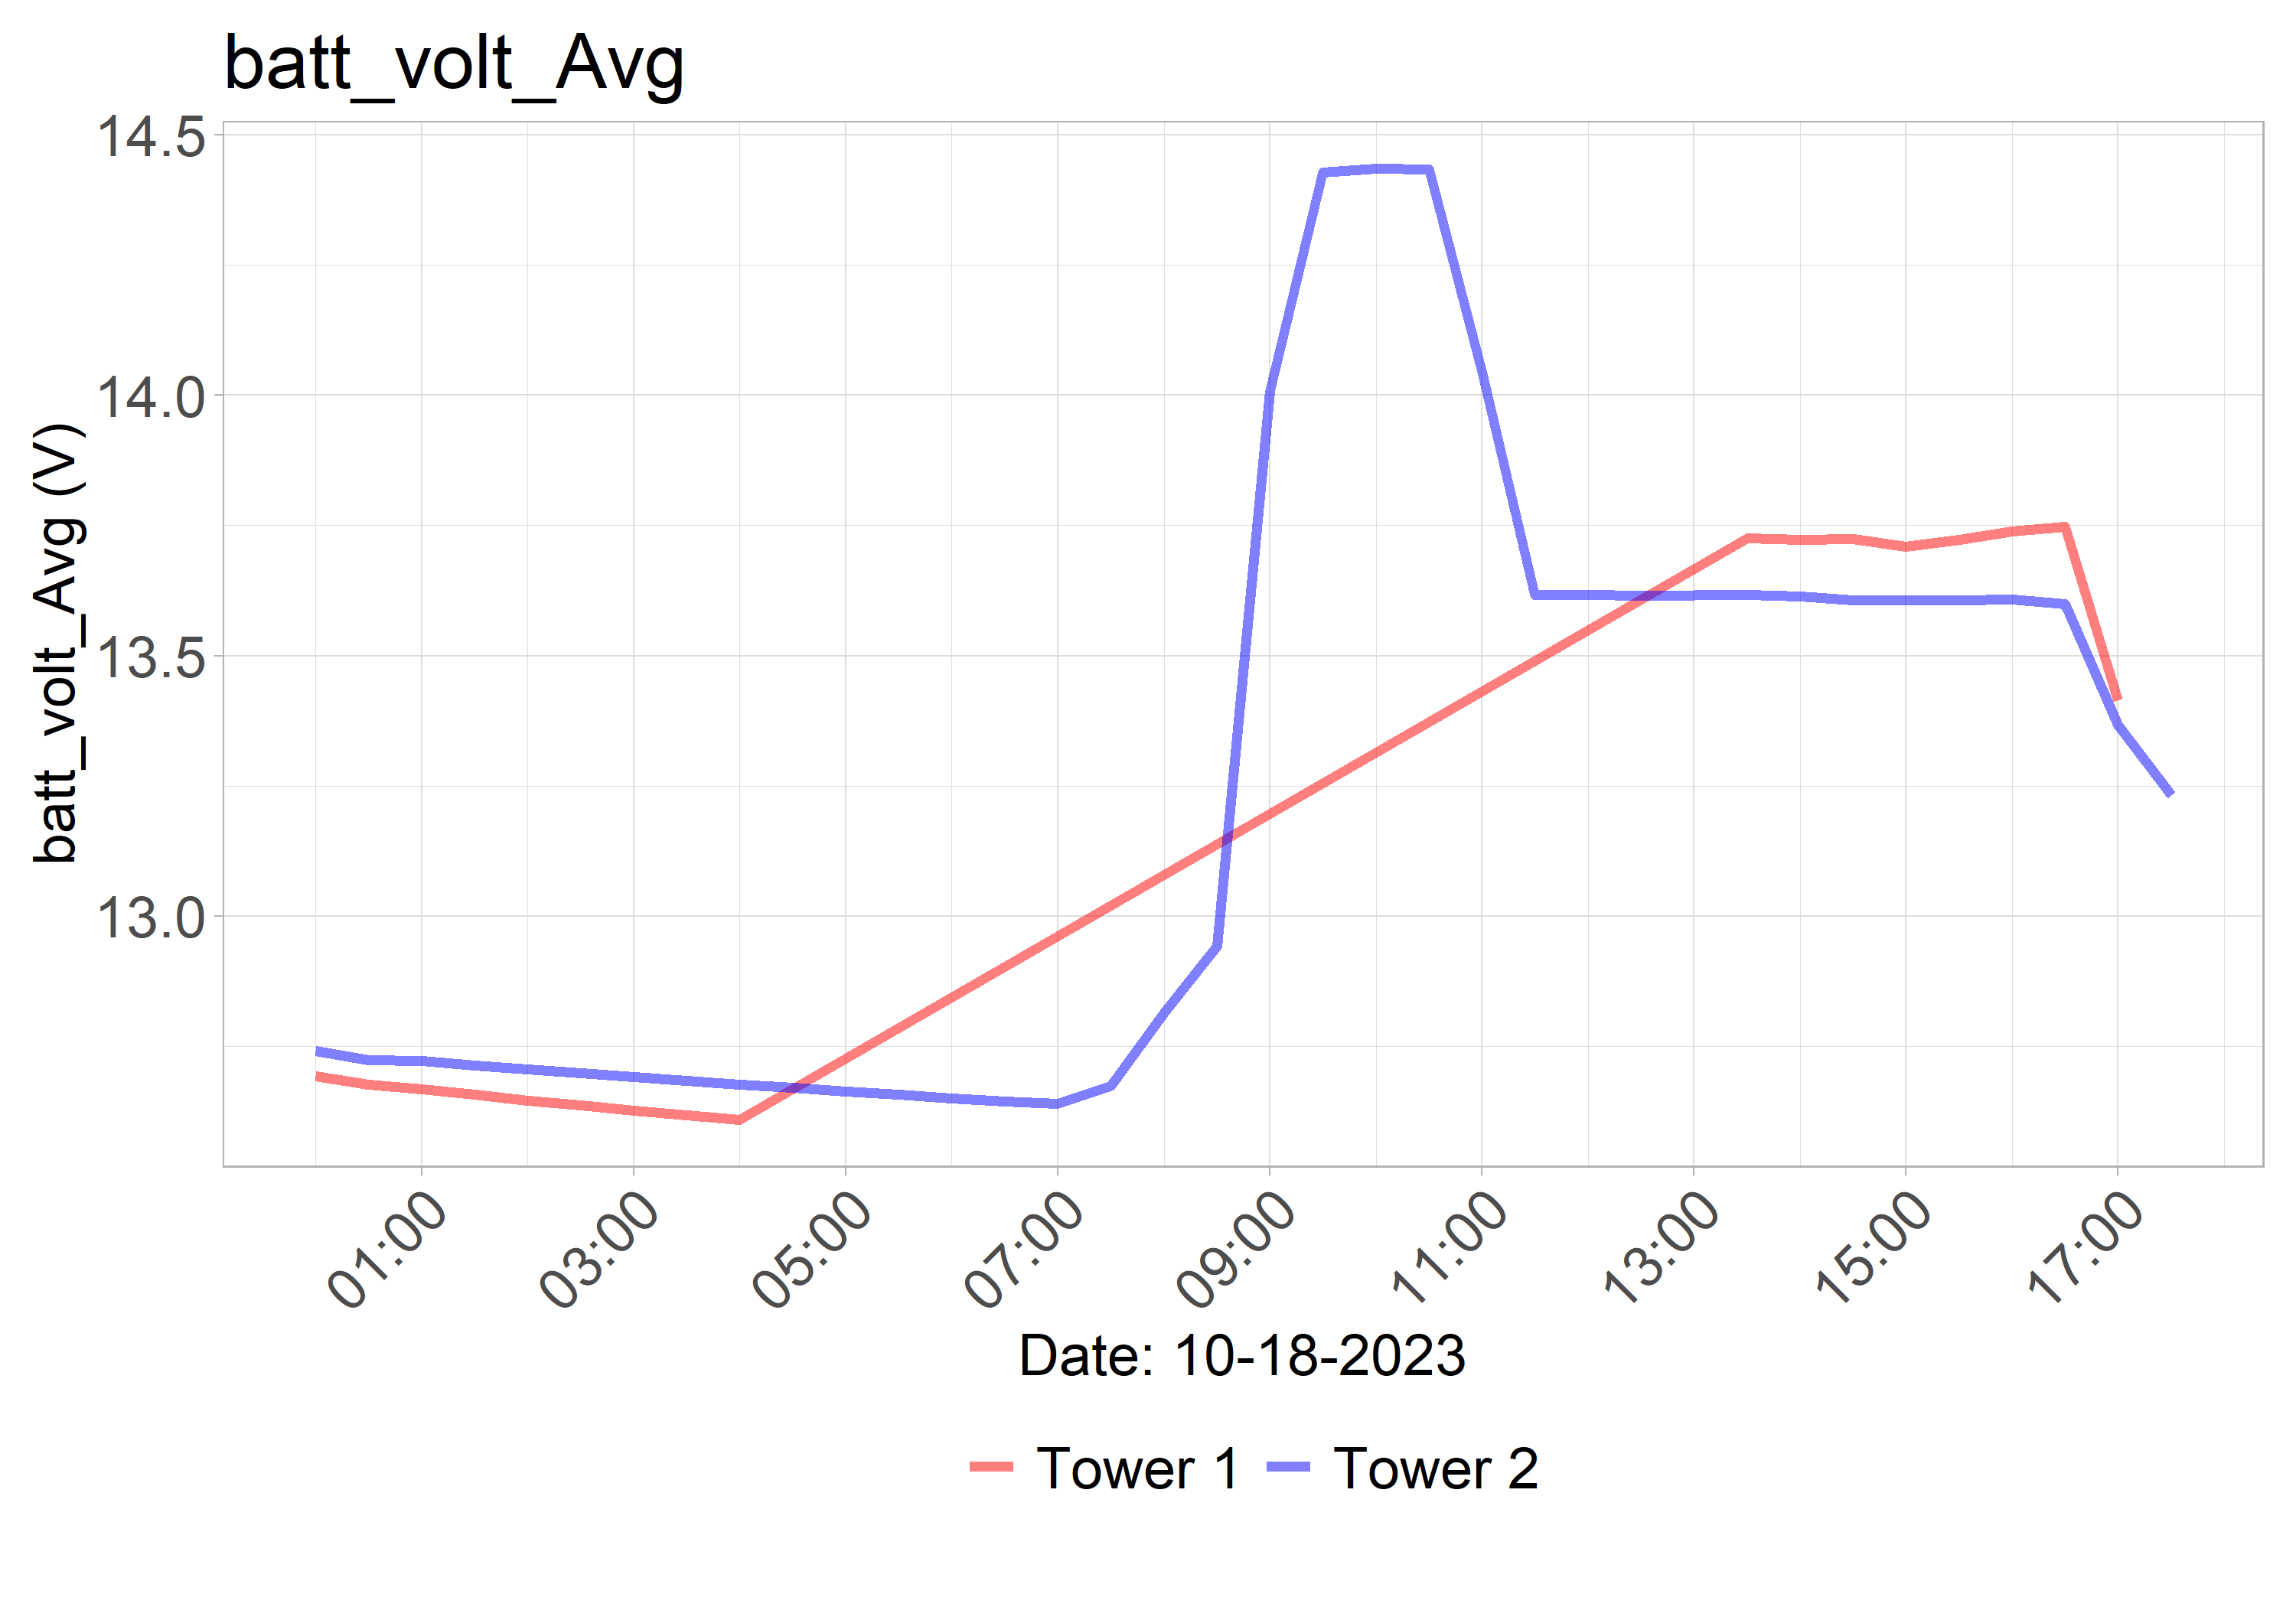 batt_volt_Avg
batt_volt_Avg (V)
14.5
14.0
13.5
13.0
01:00 03:00 05:00 07:00 09:00 11:00 13:00 15:00 17:00
Date: 10-18-2023
Tower 1 Tower 2